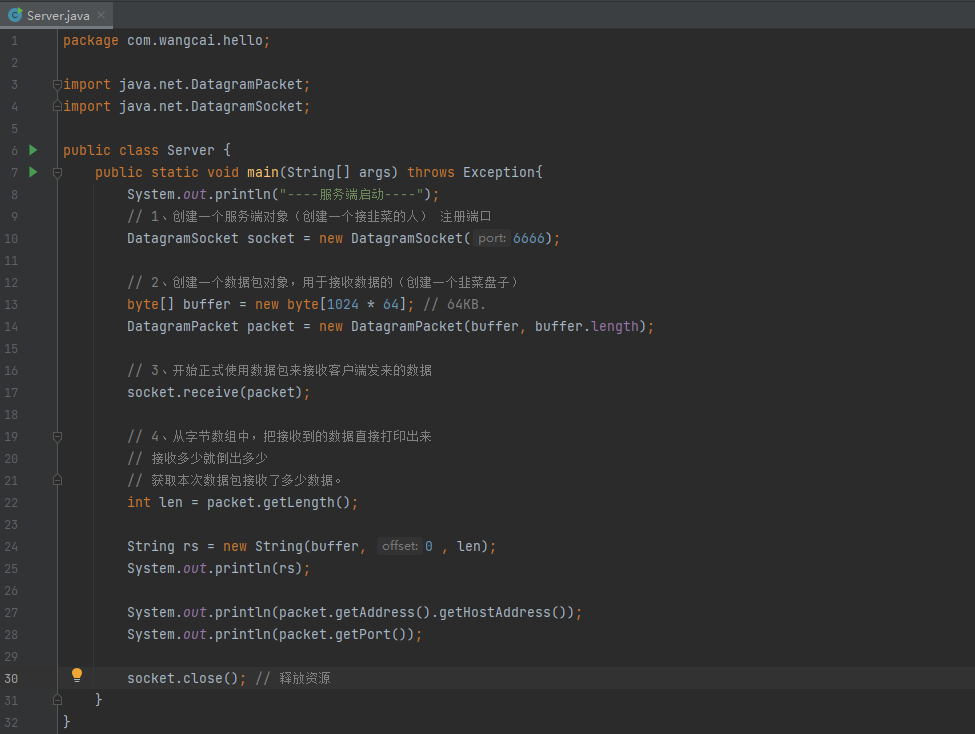 Server.java
1 package com.wangcai.hello;
2
3 import java.net.DatagramPacket;
4 import java.net.DatagramSocket;
5
6 public class Server {
7 public static void main(String[] args) throws Exception{
8 System.out.println("----服务端启动----");
9 // 1、创建一个服务端对象（创建一个接韭菜的人） 注册端口
10 DatagramSocket socket = new DatagramSocket( port: 6666);
11
12 // 2、创建一个数据包对象，用于接收数据的（创建一个韭菜盘子）
13 byte[] buffer = new byte[1024 * 64]; // 64KB.
14 DatagramPacket packet = new DatagramPacket(buffer, buffer.length);
15
16 // 3、开始正式使用数据包来接收客户端发来的数据
17 socket.receive(packet);
18
19 // 4、从字节数组中，把接收到的数据直接打印出来
20 // 接收多少就倒出多少
21 // 获取本次数据包接收了多少数据。
22 int len = packet.getLength();
23
24 String rs = new String(buffer, offset: 0 , len);
25 System.out.println(rs);
26
27 System.out.println(packet.getAddress().getHostAddress());
28 System.out.println(packet.getPort());
29
30 socket.close(); // 释放资源
31 }
32 }